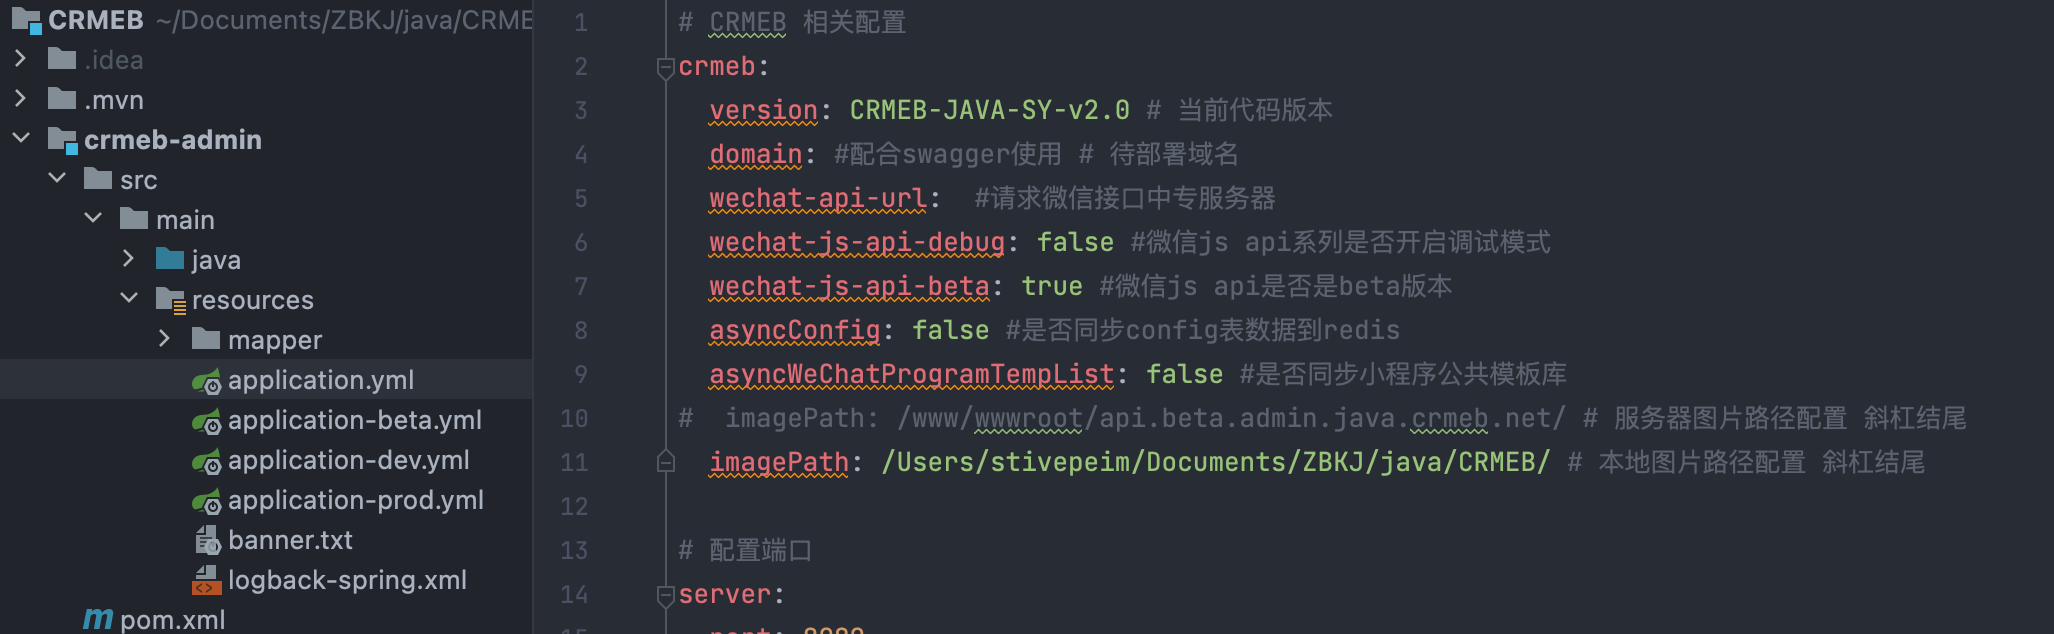 CRMEB ~/Documents/ZBKJ/java/CRME
.idea
.mvn
crmeb-admin
src
main
java
resources
mapper
application.yml
application-beta.yml
application-dev.yml
application-prod.yml
banner.txt
logback-spring.xml
pom.xml
1 # CRMEB 相关配置
2 crmeb:
3 version: CRMEB-JAVA-SY-v2.0 # 当前代码版本
4 domain: #配合swagger使用 # 待部署域名
5 wechat-api-url: #请求微信接口中专服务器
6 wechat-js-api-debug: false #微信js api系列是否开启调试模式
7 wechat-js-api-beta: true #微信js api是否是beta版本
8 asyncConfig: false #是否同步config表数据到redis
9 asyncWeChatProgramTempList: false #是否同步小程序公共模板库
10 # imagePath: /www/wwwroot/api.beta.admin.java.crmeb.net/ # 服务器图片路径配置 斜杠结尾
11 imagePath: /Users/stivepeim/Documents/ZBKJ/java/CRMEB/ # 本地图片路径配置 斜杠结尾
12
13 # 配置端口
14 server: